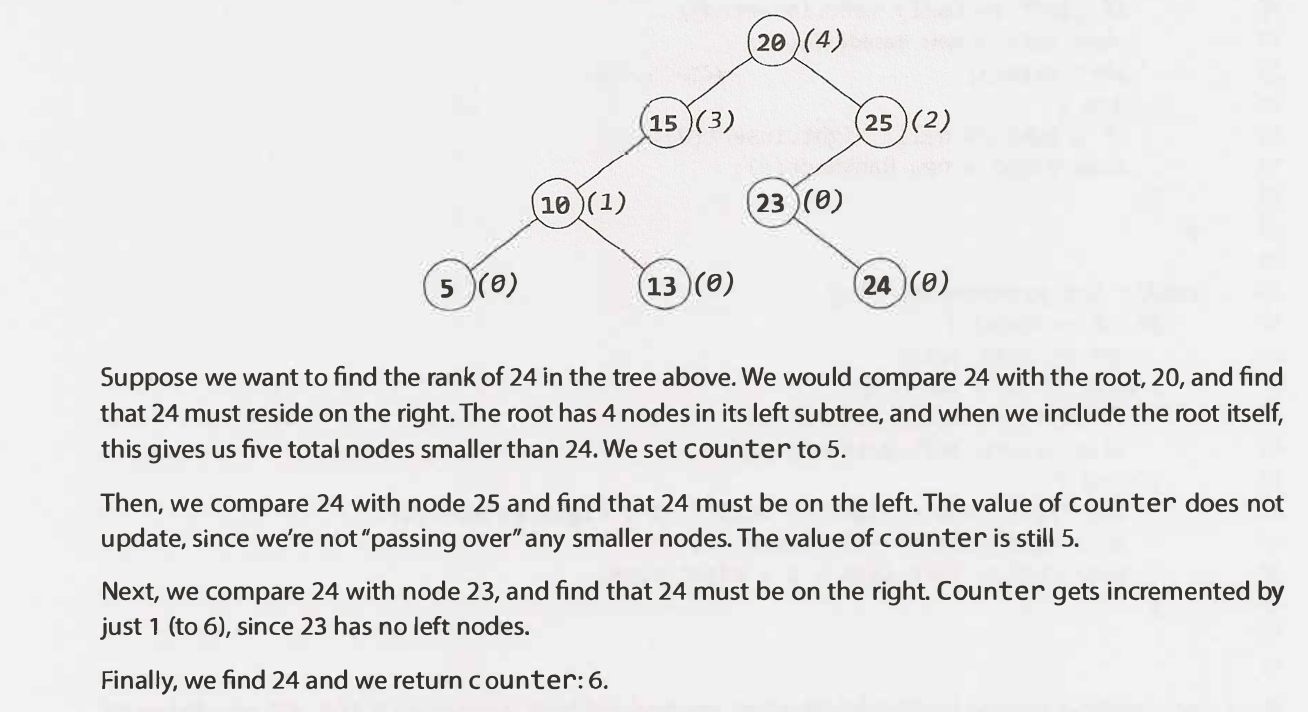 20 (4)
15 (3) 25 (2)
10 (1) 23 (0)
5 (0) 13 (0) 24 (0)
Suppose we want to find the rank of 24 in the tree above. We would compare 24 with the root, 20, and find
that 24 must reside on the right. The root has 4 nodes in its left subtree, and when we include the root itself,
this gives us five total nodes smaller than 24. We set counter to 5.
Then, we compare 24 with node 25 and find that 24 must be on the left. The value of counter does not
update, since we're not "passing over" any smaller nodes. The value of counter is still 5.
Next, we compare 24 with node 23, and find that 24 must be on the right. Counter gets incremented by
just 1 (to 6), since 23 has no left nodes.
Finally, we find 24 and we return counter: 6.